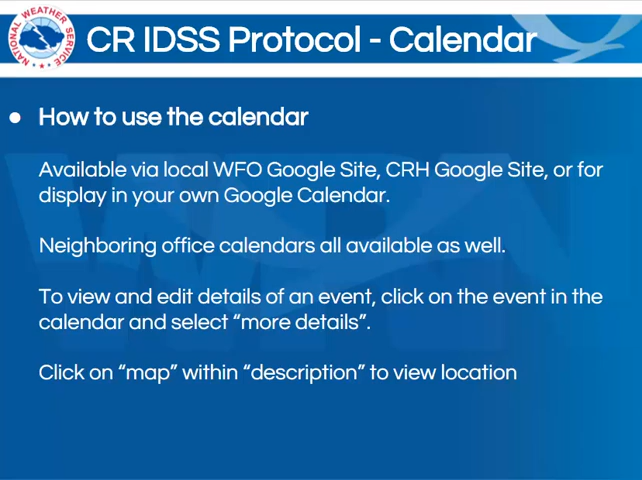 NATIONAL WEATHER SERVICE
CR IDSS Protocol - Calendar
● How to use the calendar
Available via local WFO Google Site, CRH Google Site, or for
display in your own Google Calendar.
Neighboring office calendars all available as well.
To view and edit details of an event, click on the event in the
calendar and select “more details”.
Click on “map” within “description” to view location